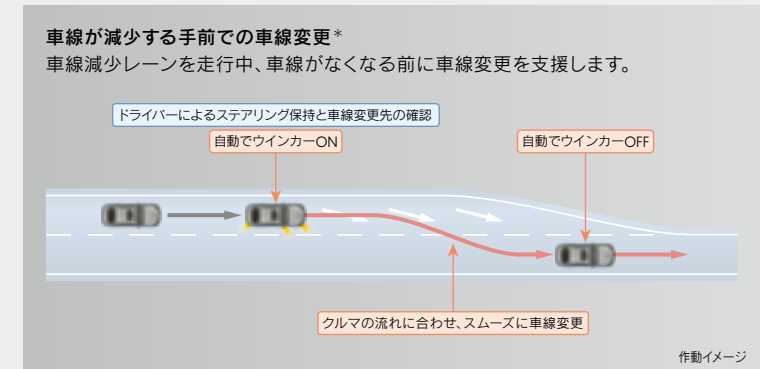 車線が減少する手前での車線変更*
車線減少レーンを走行中、車線がなくなる前に車線変更を支援します。
ドライバーによるステアリング保持と車線変更先の確認
自動でウインカーON
自動でウインカーOFF
クルマの流れに合わせ、スムーズに車線変更
作動イメージ